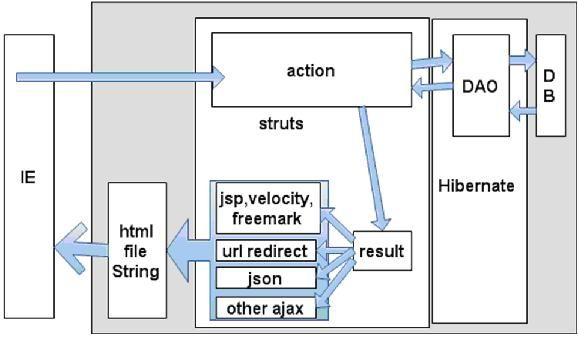 IE
action
struts
DAO
D
B
Hibernate
jsp,velocity,
freemark
url redirect
json
other ajax
result
html
file
String